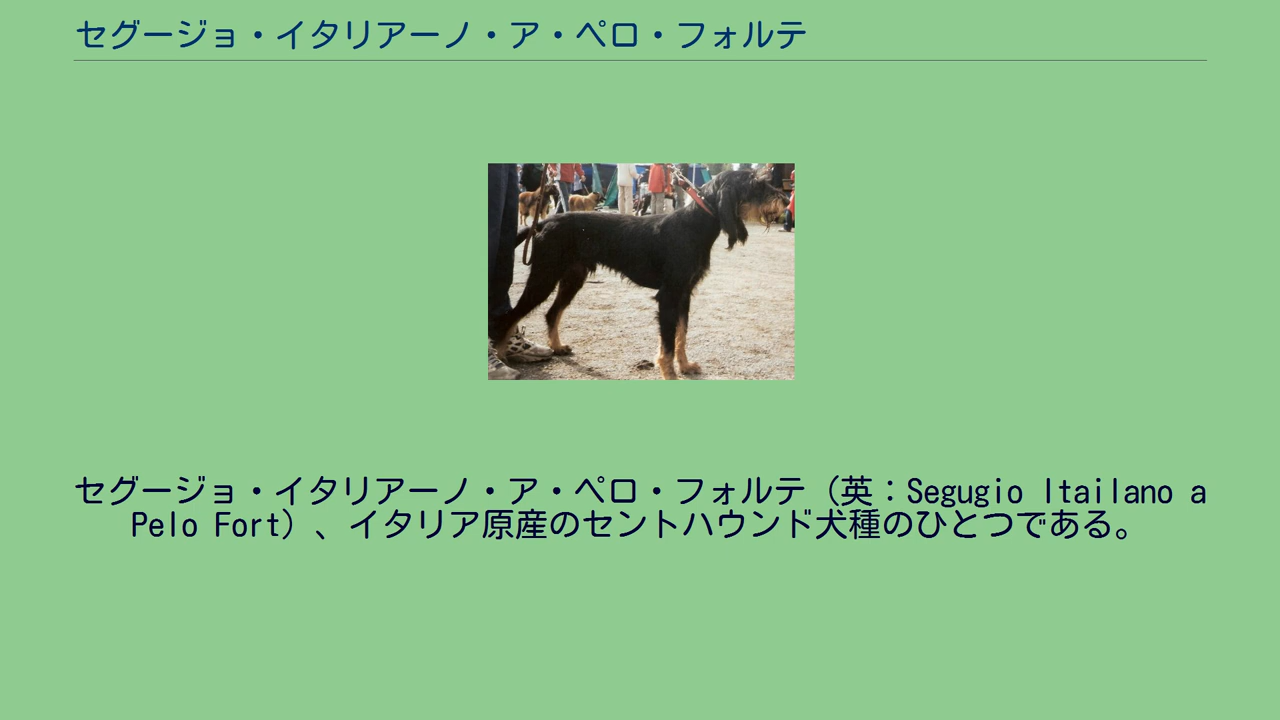 セグージョ・イタリアーノ・ア・ペロ・フォルテ
セグージョ・イタリアーノ・ア・ペロ・フォルテ（英：Segugio Itailano a
Pelo Fort）、イタリア原産のセントハウンド犬種のひとつである。